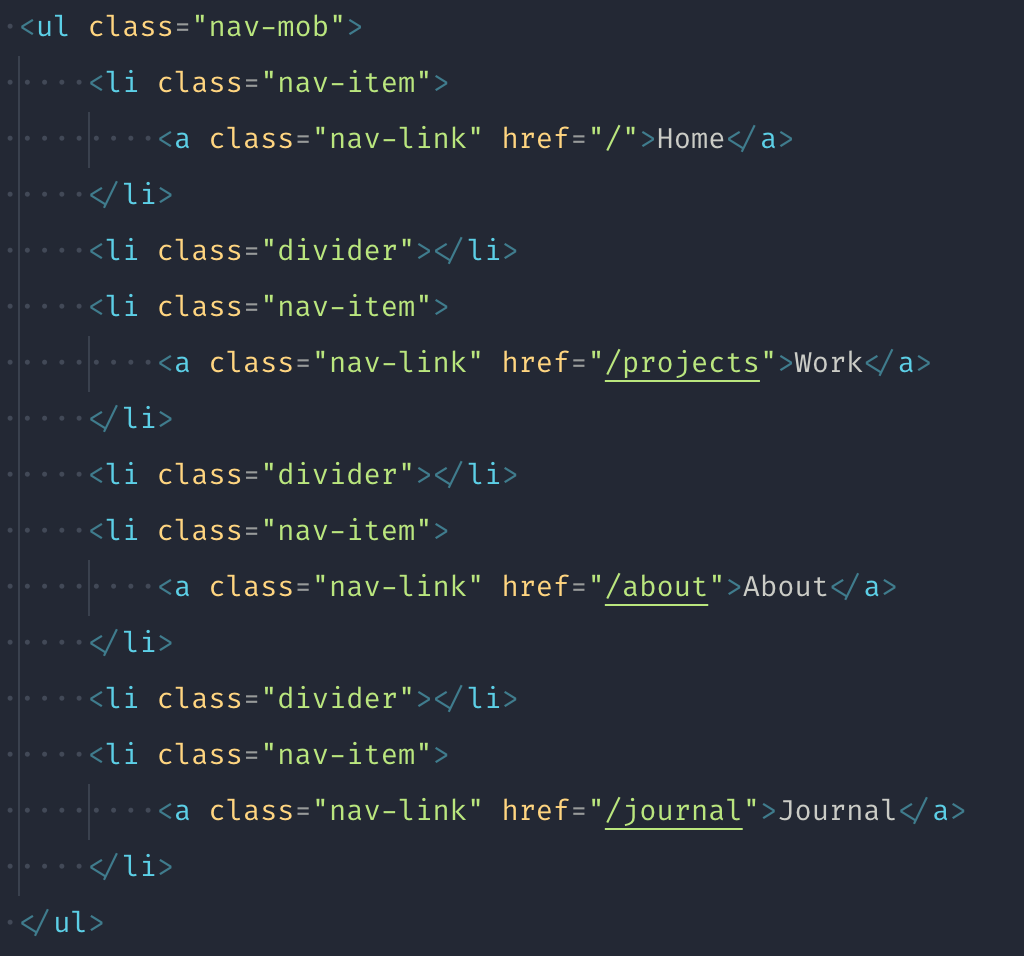 <ul class="nav-mob">
    <li class="nav-item">
        <a class="nav-link" href="/">Home</a>
    </li>
    <li class="divider"></li>
    <li class="nav-item">
        <a class="nav-link" href="/projects">Work</a>
    </li>
    <li class="divider"></li>
    <li class="nav-item">
        <a class="nav-link" href="/about">About</a>
    </li>
    <li class="divider"></li>
    <li class="nav-item">
        <a class="nav-link" href="/journal">Journal</a>
    </li>
</ul>